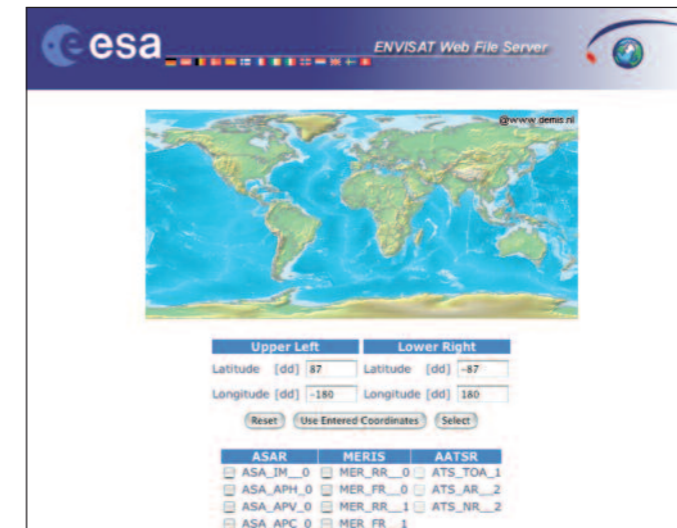 esa
ENVISAT Web File Server
@www.demis.nl
Upper Left Lower Right
Latitude [dd] 87 Latitude [dd] -87
Longitude [dd] -180 Longitude [dd] 180
Reset Use Entered Coordinates Select
ASAR MERIS AATSR
ASA_IM__0 MER_RR__0 ATS_TOA_1
ASA_APH_0 MER_FR__0 ATS_AR__2
ASA_APV_0 MER_RR__1 ATS_NR__2
ASA_APC_0 MER_FR__1